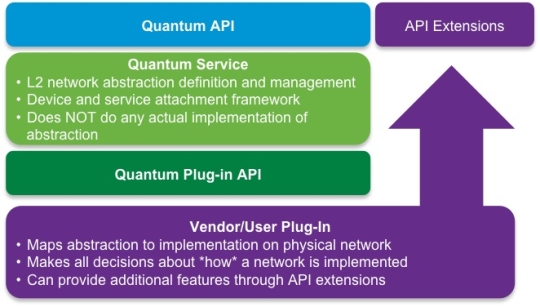 Quantum API
API Extensions
Quantum Service
• L2 network abstraction definition and management
• Device and service attachment framework
• Does NOT do any actual implementation of
abstraction
Quantum Plug-in API
Vendor/User Plug-In
• Maps abstraction to implementation on physical network
• Makes all decisions about *how* a network is implemented
• Can provide additional features through API extensions